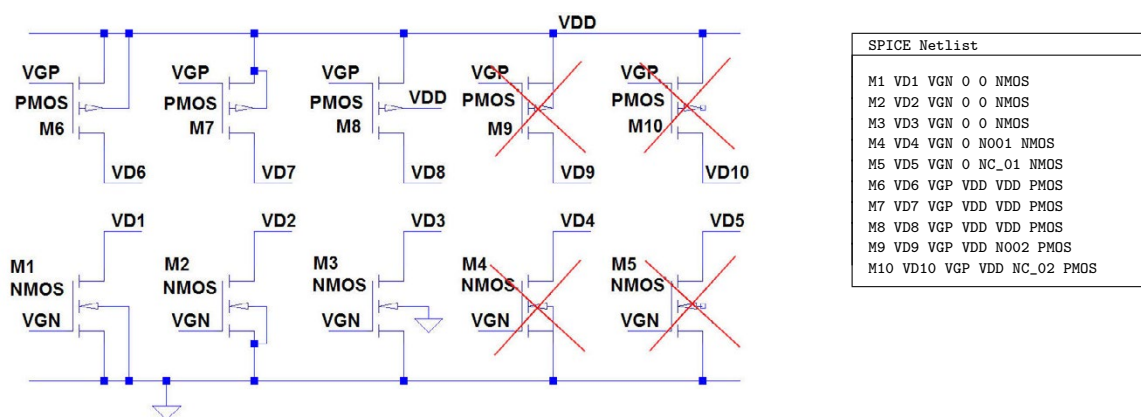 VDD
VGP VGP VGP VGP VGP
PMOS PMOS PMOS VDD PMOS PMOS
M6 M7 M8 M9 M10
VD6 VD7 VD8 VD9 VD10
VD1 VD2 VD3 VD4 VD5
M1 M2 M3 M4 M5
NMOS NMOS NMOS NMOS NMOS
VGN VGN VGN VGN VGN
SPICE Netlist
M1 VD1 VGN 0 0 NMOS
M2 VD2 VGN 0 0 NMOS
M3 VD3 VGN 0 0 NMOS
M4 VD4 VGN 0 N001 NMOS
M5 VD5 VGN 0 NC_01 NMOS
M6 VD6 VGP VDD VDD PMOS
M7 VD7 VGP VDD VDD PMOS
M8 VD8 VGP VDD VDD PMOS
M9 VD9 VGP VDD N002 PMOS
M10 VD10 VGP VDD NC_02 PMOS